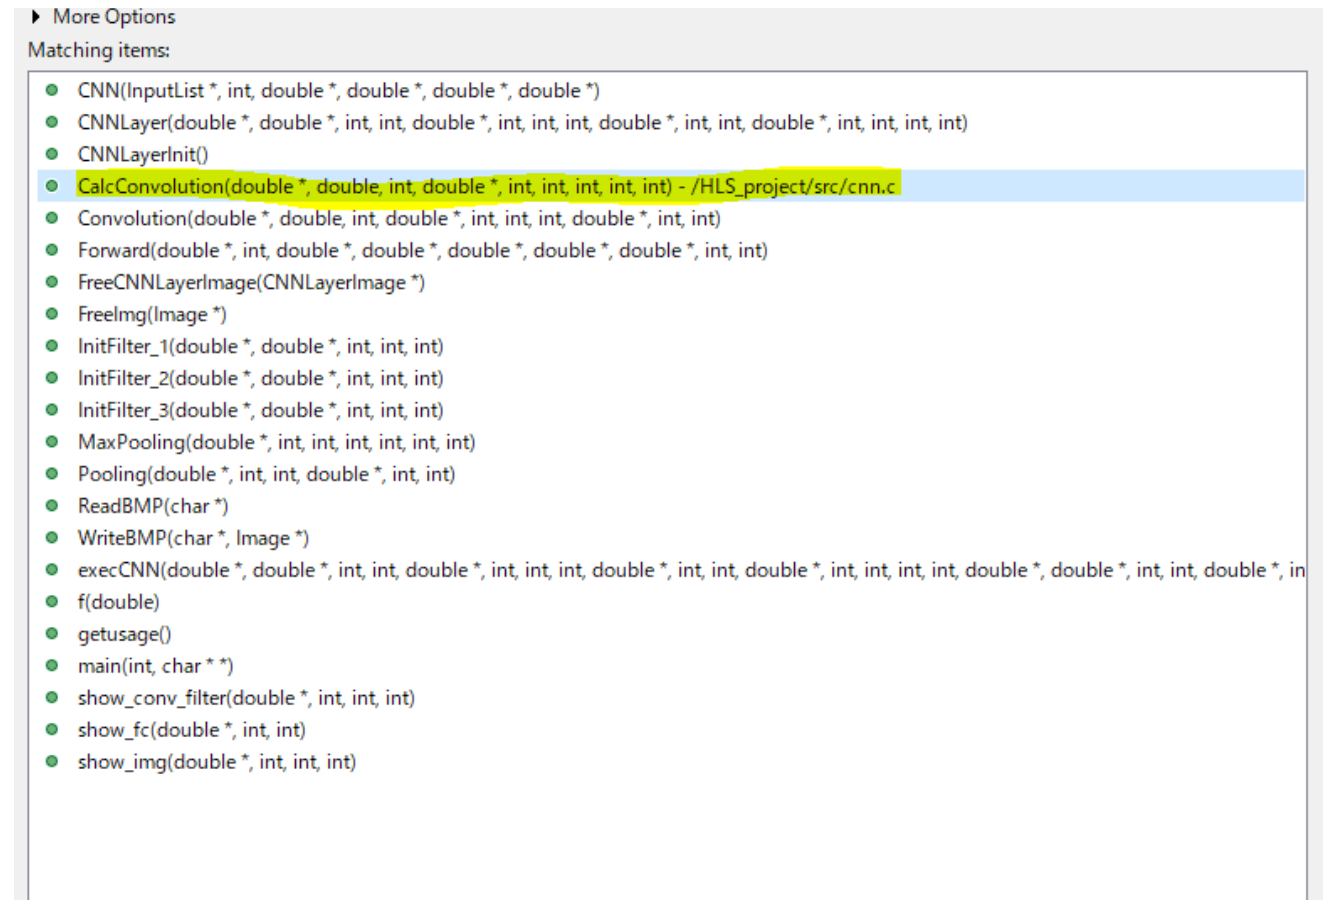 More Options
Matching items:
CNN(InputList *, int, double *, double *, double *, double *)
CNNLayer(double *, double *, int, int, double *, int, int, int, double *, int, int, double *, int, int, int, int)
CNNLayerInit()
CalcConvolution(double *, double, int, double *, int, int, int, int, int) - /HLS_project/src/cnn.c
Convolution(double *, double, int, double *, int, int, int, double *, int, int)
Forward(double *, int, double *, double *, double *, double *, double *, int, int)
FreeCNNLayerImage(CNNLayerImage *)
FreeImg(Image *)
InitFilter_1(double *, double *, int, int, int)
InitFilter_2(double *, double *, int, int, int)
InitFilter_3(double *, double *, int, int, int)
MaxPooling(double *, int, int, int, int, int, int)
Pooling(double *, int, int, double *, int, int)
ReadBMP(char *)
WriteBMP(char *, Image *)
execCNN(double *, double *, int, int, double *, int, int, int, double *, int, int, double *, int, int, int, int, double *, double *, int, int, double *, in
f(double)
getusage()
main(int, char * *)
show_conv_filter(double *, int, int, int)
show_fc(double *, int, int)
show_img(double *, int, int, int)